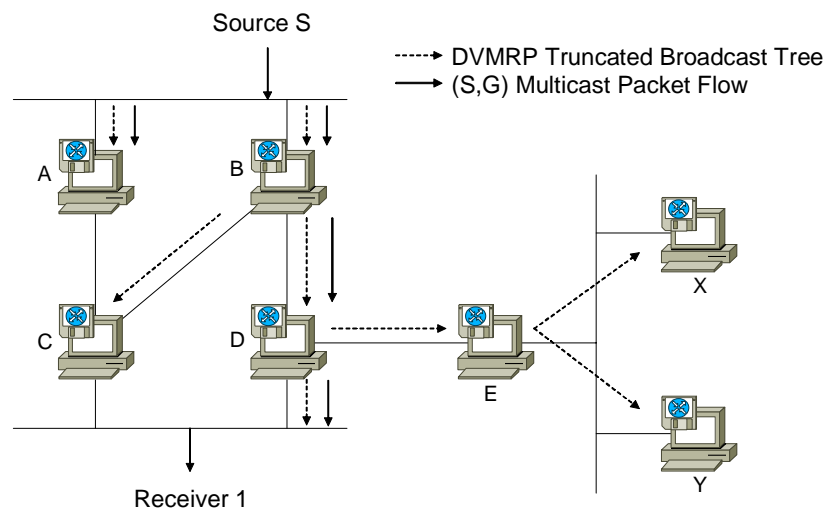 Source S
DVMRP Truncated Broadcast Tree
(S,G) Multicast Packet Flow
A
B
X
C
D
E
Y
Receiver 1